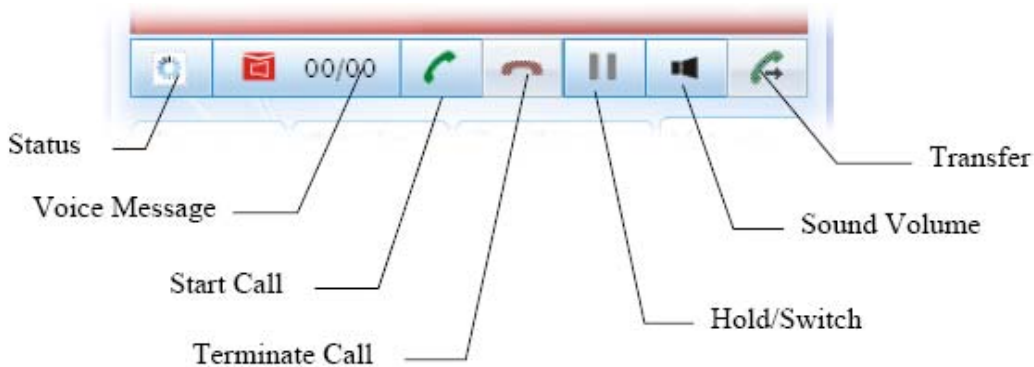 00/00
Status
Transfer
Voice Message
Sound Volume
Start Call
Hold/Switch
Terminate Call